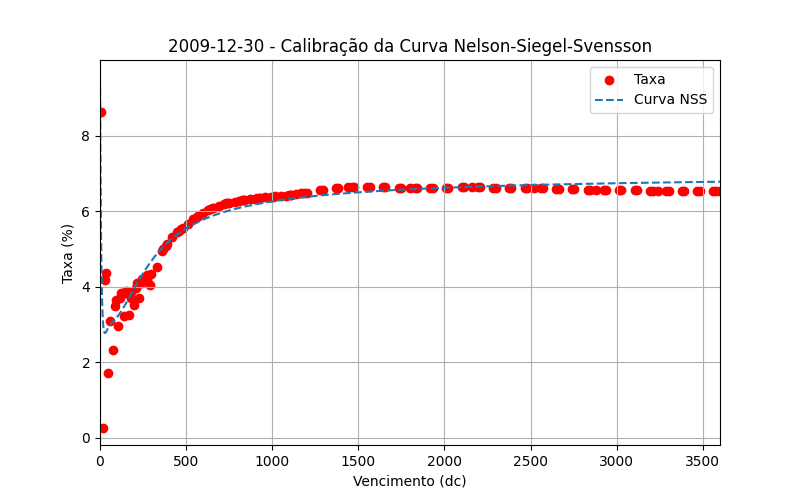 2009-12-30 - Calibração da Curva Nelson-Siegel-Svensson
Taxa
Curva NSS
Taxa (%)
8
6
4
2
0
0 500 1000 1500 2000 2500 3000 3500
Vencimento (dc)